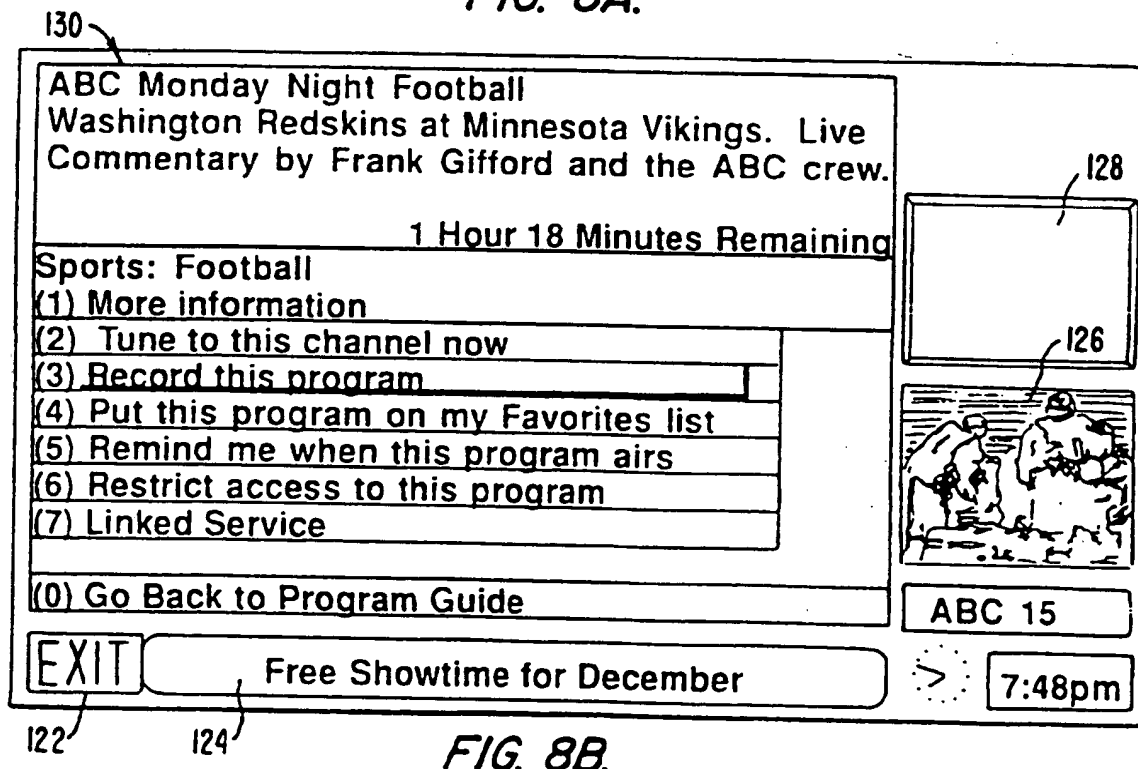 FIG. 8A.
130
ABC Monday Night Football
Washington Redskins at Minnesota Vikings. Live
Commentary by Frank Gifford and the ABC crew.
1 Hour 18 Minutes Remaining
Sports: Football
(1) More information
(2) Tune to this channel now
(3) Record this program
(4) Put this program on my Favorites list
(5) Remind me when this program airs
(6) Restrict access to this program
(7) Linked Service
(0) Go Back to Program Guide
128
126
ABC 15
EXIT
Free Showtime for December
7:48pm
122
124
FIG. 8B.